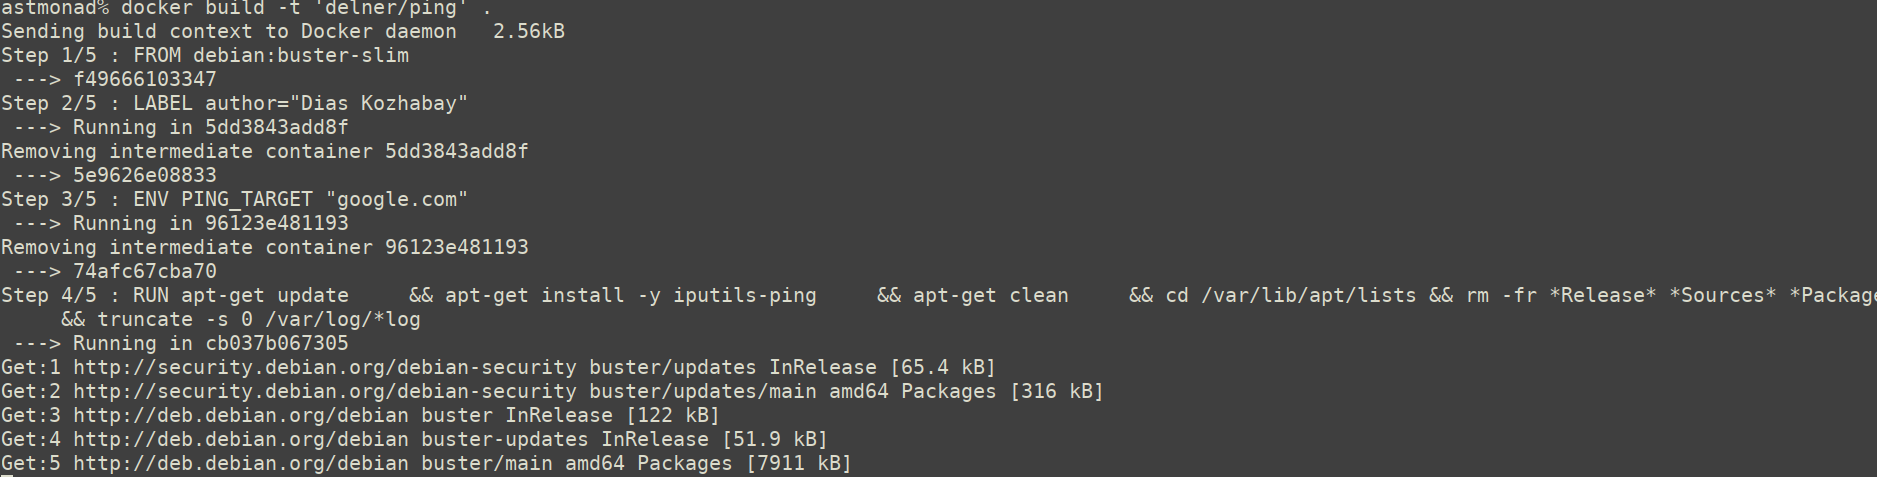 astmonad% docker build -t 'delner/ping' .
Sending build context to Docker daemon   2.56kB
Step 1/5 : FROM debian:buster-slim
 ---> f49666103347
Step 2/5 : LABEL author="Dias Kozhabay"
 ---> Running in 5dd3843add8f
Removing intermediate container 5dd3843add8f
 ---> 5e9626e08833
Step 3/5 : ENV PING_TARGET "google.com"
 ---> Running in 96123e481193
Removing intermediate container 96123e481193
 ---> 74afc67cba70
Step 4/5 : RUN apt-get update     && apt-get install -y iputils-ping     && apt-get clean     && cd /var/lib/apt/lists && rm -fr *Release* *Sources* *Package
     && truncate -s 0 /var/log/*log
 ---> Running in cb037b067305
Get:1 http://security.debian.org/debian-security buster/updates InRelease [65.4 kB]
Get:2 http://security.debian.org/debian-security buster/updates/main amd64 Packages [316 kB]
Get:3 http://deb.debian.org/debian buster InRelease [122 kB]
Get:4 http://deb.debian.org/debian buster-updates InRelease [51.9 kB]
Get:5 http://deb.debian.org/debian buster/main amd64 Packages [7911 kB]